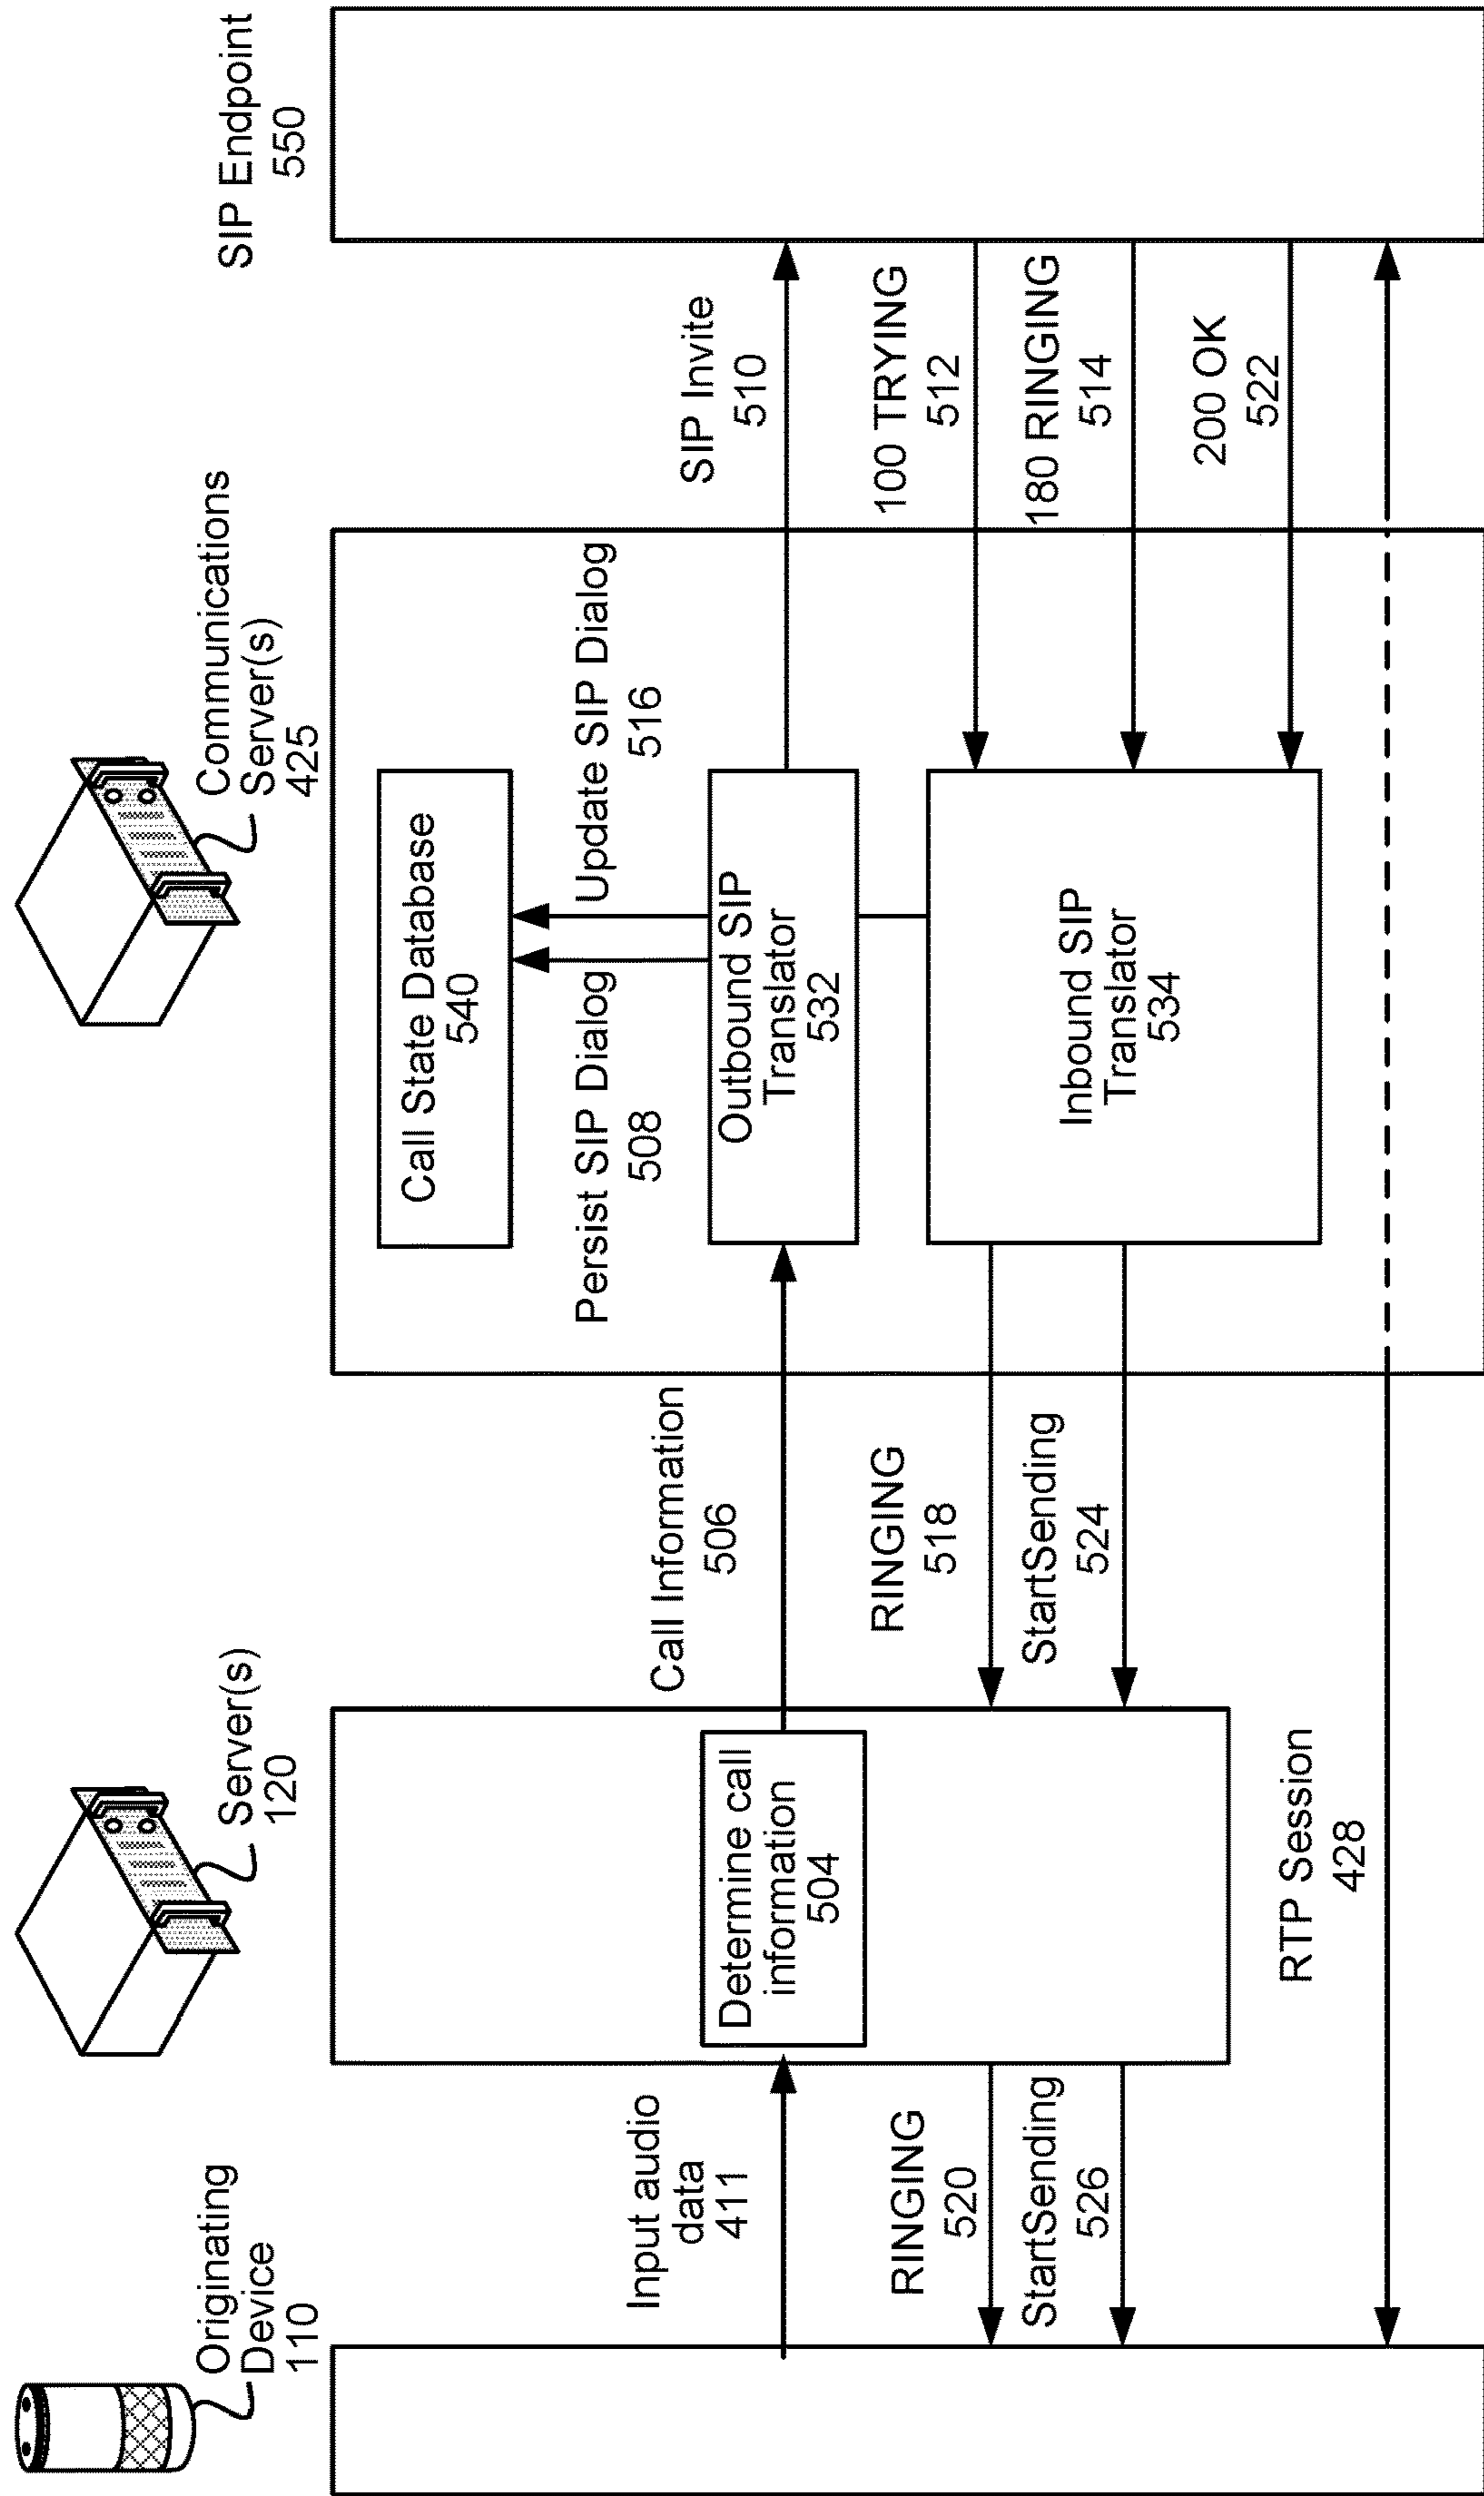 Originating
Device
110
Server(s)
120
Communications
Server(s)
425
SIP Endpoint
550
Call State Database
540
Persist SIP Dialog
508
Update SIP Dialog
516
Input audio
data
411
Determine call
information
504
Call Information
506
Outbound SIP
Translator
532
SIP Invite
510
100 TRYING
512
180 RINGING
514
200 OK
522
Inbound SIP
Translator
534
RINGING
518
StartSending
524
RINGING
520
StartSending
526
RTP Session
428